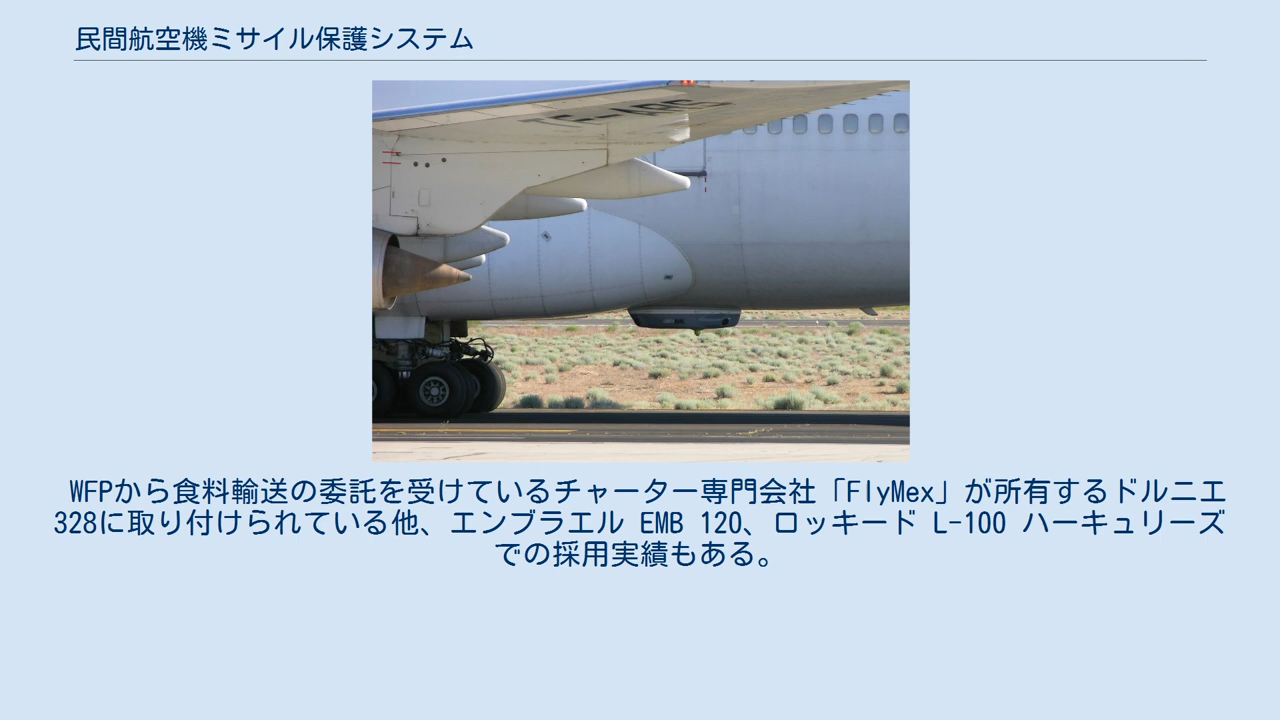 民間航空機ミサイル保護システム
TF-ARS
WFPから食料輸送の委託を受けているチャーター専門会社「FlyMex」が所有するドルニエ
328に取り付けられている他、エンブラエル EMB 120、ロッキード L-100 ハーキュリーズ
での採用実績もある。